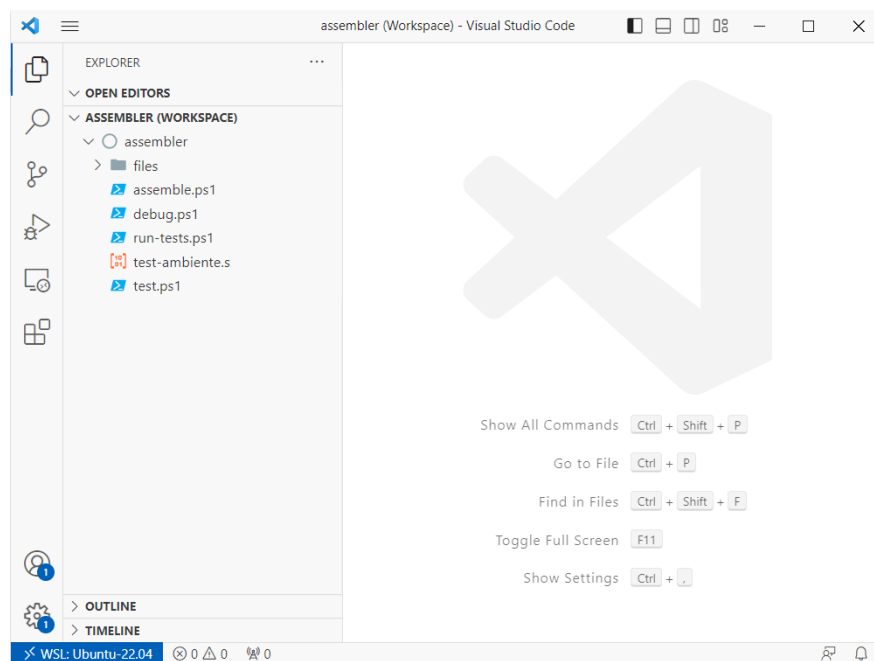 assembler (Workspace) - Visual Studio Code
EXPLORER
OPEN EDITORS
ASSEMBLER (WORKSPACE)
assembler
files
assemble.ps1
debug.ps1
run-tests.ps1
test-ambiente.s
test.ps1
Show All Commands Ctrl + Shift + P
Go to File Ctrl + P
Find in Files Ctrl + Shift + F
Toggle Full Screen F11
Show Settings Ctrl + ,
1
1
OUTLINE
TIMELINE
WSL: Ubuntu-22.04 0 0 0